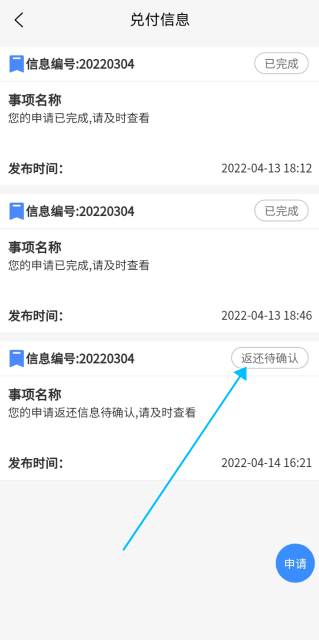 兑付信息
信息编号:20220304
已完成
事项名称
您的申请已完成,请及时查看
发布时间：
2022-04-13 18:12
信息编号:20220304
已完成
事项名称
您的申请已完成,请及时查看
发布时间：
2022-04-13 18:46
信息编号:20220304
返还待确认
事项名称
您的申请返还信息待确认,请及时查看
发布时间：
2022-04-14 16:21
申请